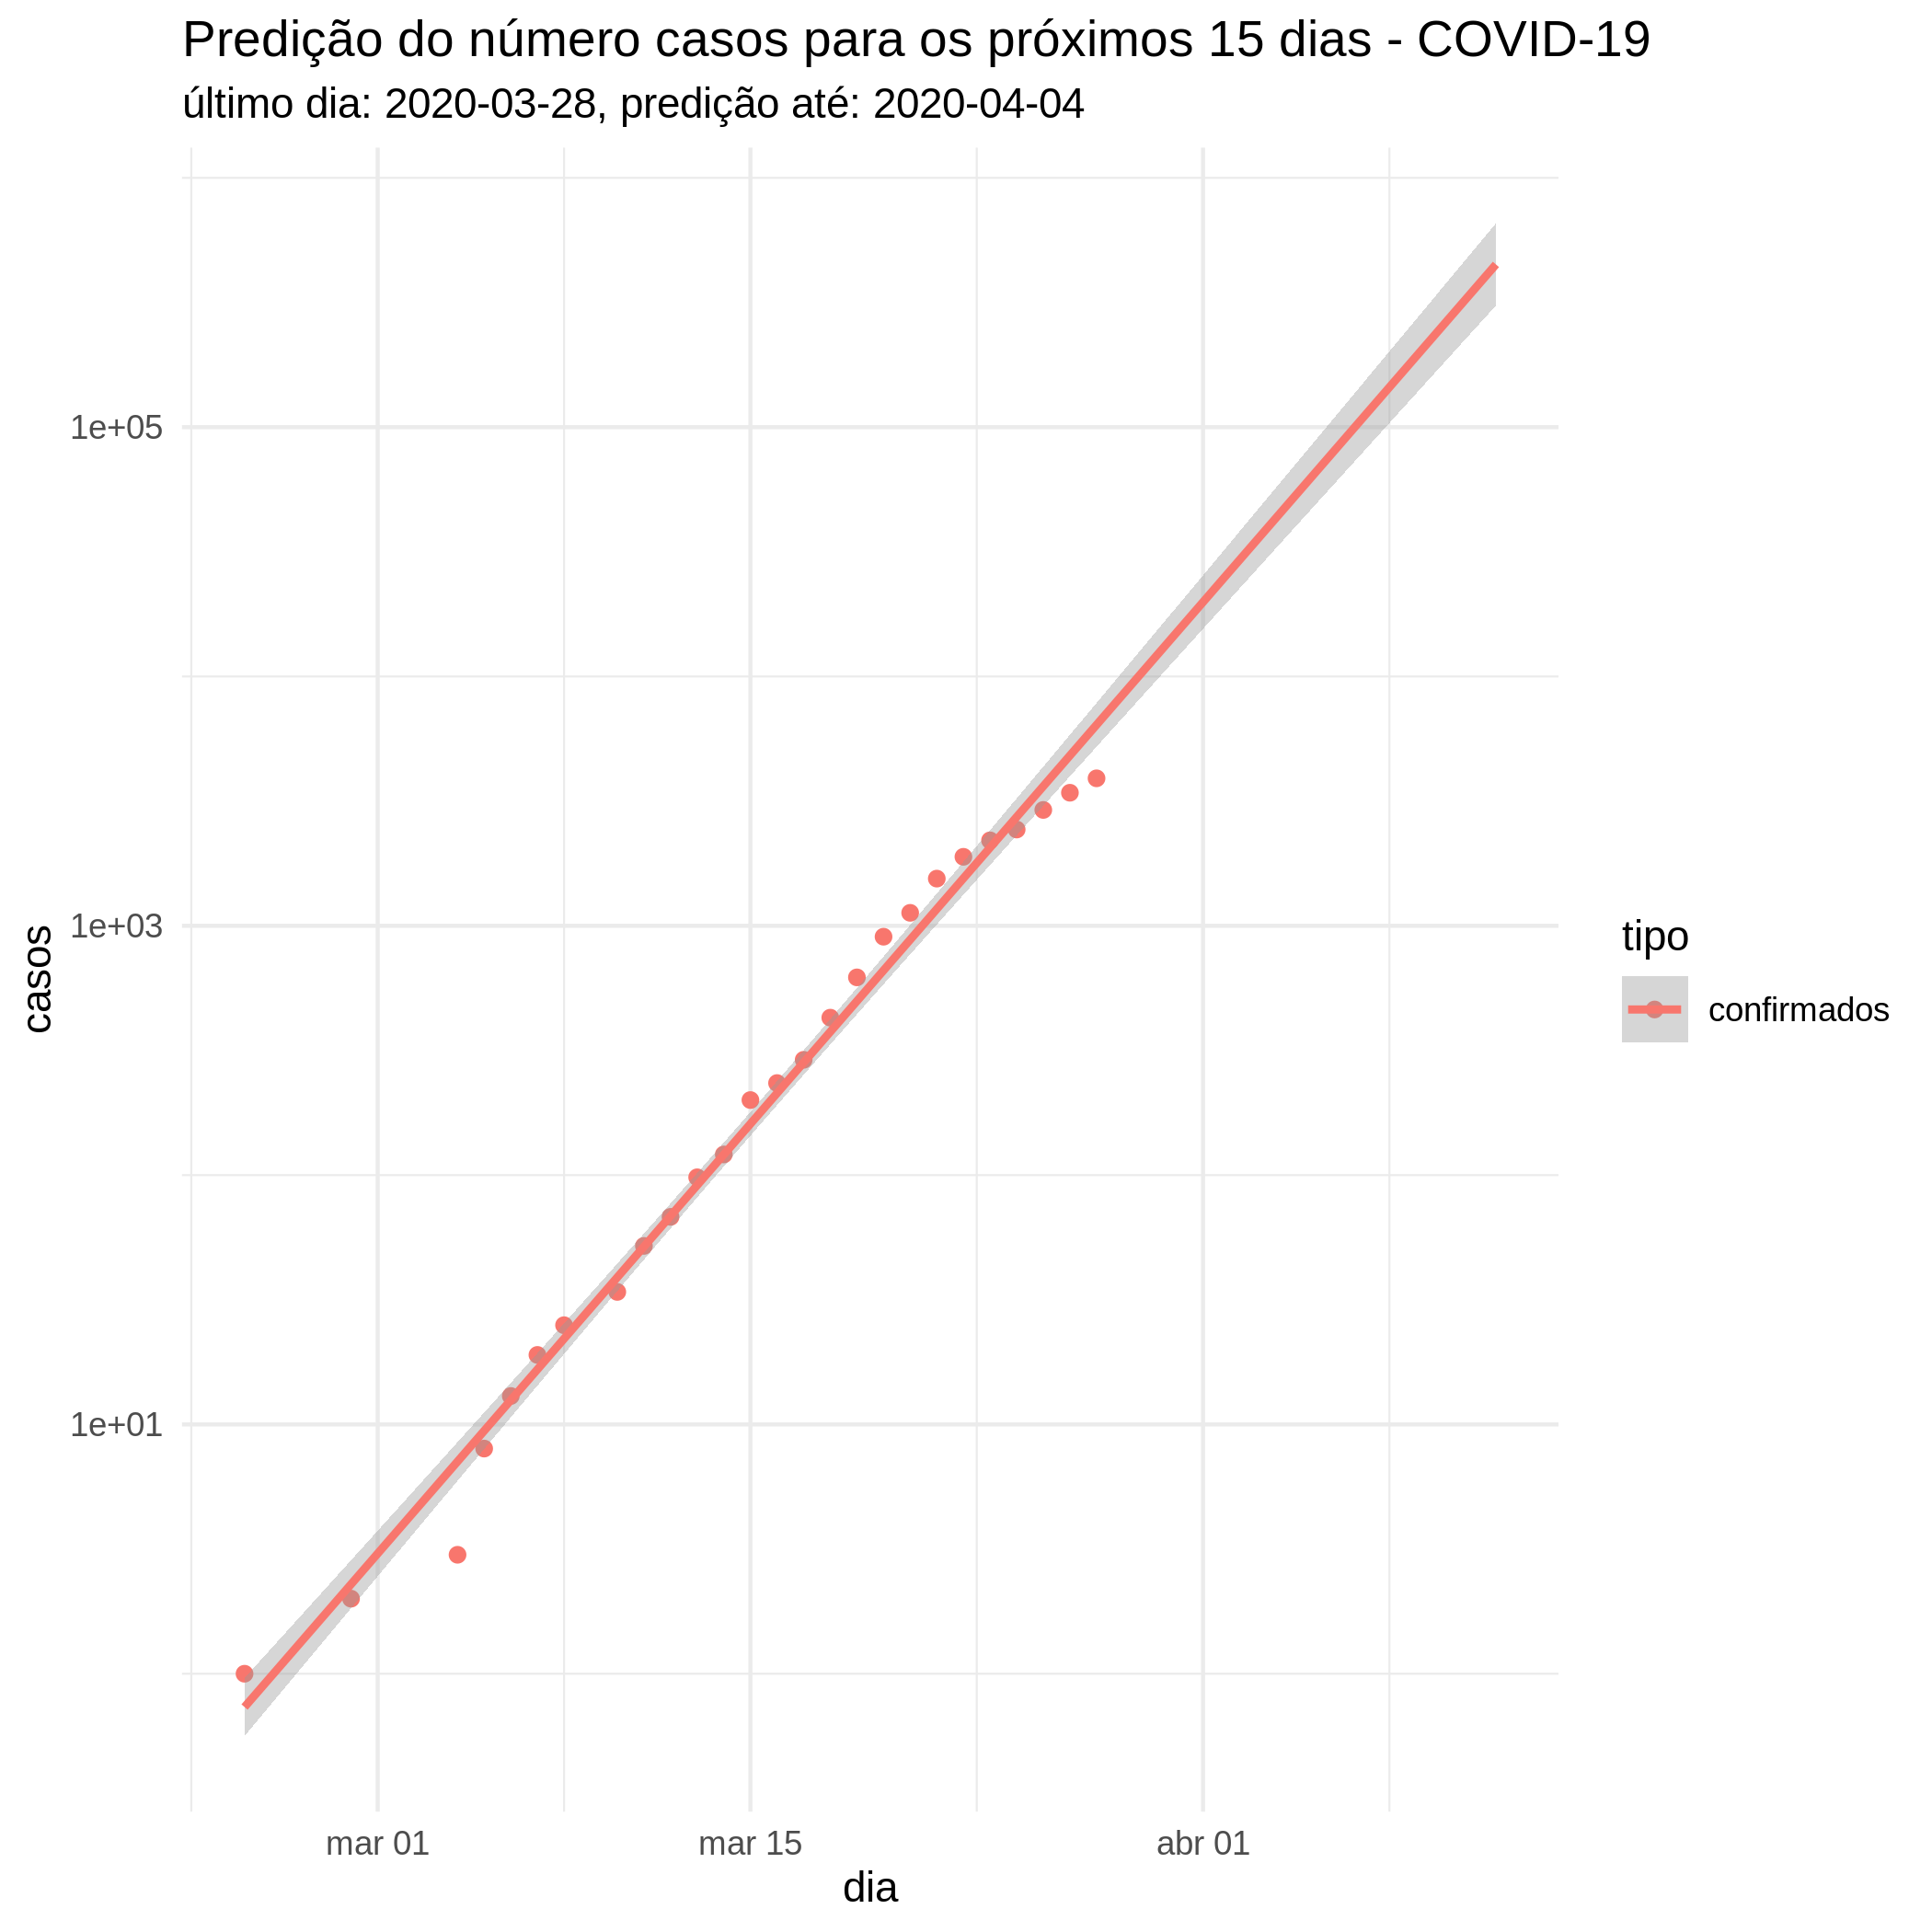 Predição do número casos para os próximos 15 dias - COVID-19
último dia: 2020-03-28, predição até: 2020-04-04
1e+05
1e+03
1e+01
casos
mar 01
mar 15
abr 01
dia
tipo
confirmados